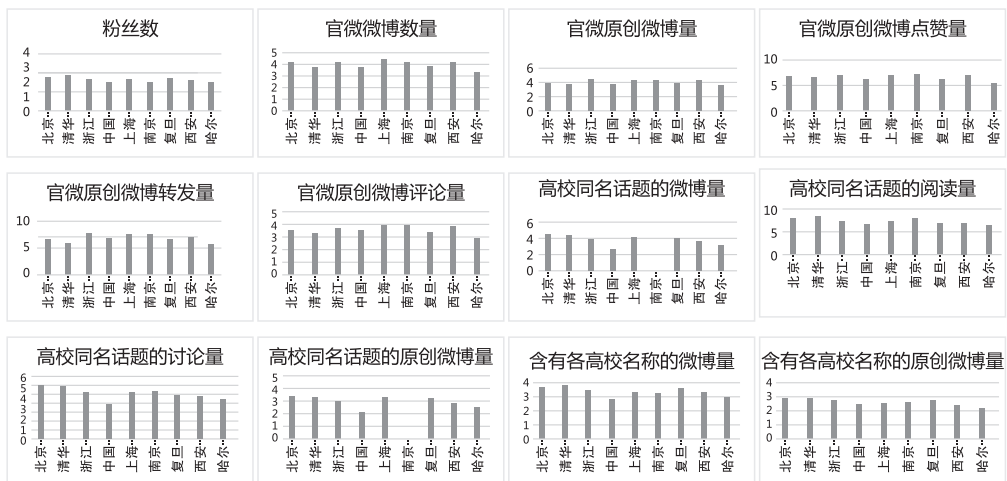 粉丝数
4
3
2
1
0
北京… 清华… 浙江… 中国… 上海… 南京… 复旦… 西安… 哈尔…
官微微博数量
5
4
3
2
1
0
北京… 清华… 浙江… 中国… 上海… 南京… 复旦… 西安… 哈尔…
官微原创微博量
6
4
2
0
北京… 清华… 浙江… 中国… 上海… 南京… 复旦… 西安… 哈尔…
官微原创微博点赞量
10
5
0
北京… 清华… 浙江… 中国… 上海… 南京… 复旦… 西安… 哈尔…
官微原创微博转发量
10
5
0
北京… 清华… 浙江… 中国… 上海… 南京… 复旦… 西安… 哈尔…
官微原创微博评论量
5
4
3
2
1
0
北京… 清华… 浙江… 中国… 上海… 南京… 复旦… 西安… 哈尔…
高校同名话题的微博量
6
4
2
0
北京… 清华… 浙江… 中国… 上海… 南京… 复旦… 西安… 哈尔…
高校同名话题的阅读量
10
5
0
北京… 清华… 浙江… 中国… 上海… 南京… 复旦… 西安… 哈尔…
高校同名话题的讨论量
6
5
4
3
2
1
0
北京… 清华… 浙江… 中国… 上海… 南京… 复旦… 西安… 哈尔…
高校同名话题的原创微博量
5
4
3
2
1
0
北京… 清华… 浙江… 中国… 上海… 南京… 复旦… 西安… 哈尔…
含有各高校名称的微博量
4
3
2
1
0
北京… 清华… 浙江… 中国… 上海… 南京… 复旦… 西安… 哈尔…
含有各高校名称的原创微博量
4
3
2
1
0
北京… 清华… 浙江… 中国… 上海… 南京… 复旦… 西安… 哈尔…